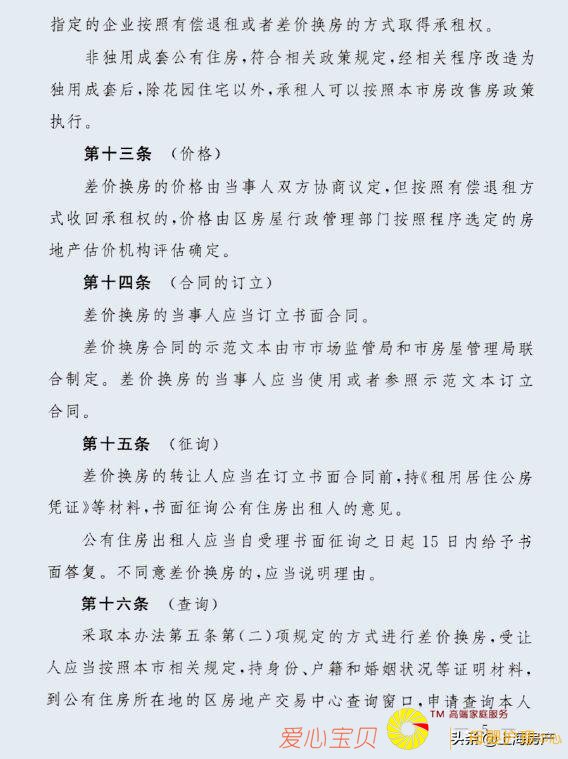 指定的企业按照有偿退租或者差价换房的方式取得承租权。
非独用成套公有住房,符合相关政策规定,经相关程序改造为
独用成套后,除花园住宅以外,承租人可以按照本市房改售房政策
执行。
第十三条 (价格)
差价换房的价格由当事人双方协商议定,但按照有偿退租方
式收回承租权的,价格由区房屋行政管理部门按照程序选定的房
地产估价机构评估确定。
第十四条 (合同的订立)
差价换房的当事人应当订立书面合同。
差价换房合同的示范文本由市市场监管局和市房屋管理局联
合制定。差价换房的当事人应当使用或者参照示范文本订立
合同。
第十五条 (征询)
差价换房的转让人应当在订立书面合同前,持《租用居住公房
凭证》等材料,书面征询公有住房出租人的意见。
公有住房出租人应当自受理书面征询之日起 15 日内给予书
面答复。不同意差价换房的,应当说明理由。
第十六条 (查询)
采取本办法第五条第(二)项规定的方式进行差价换房,受让
人应当按照本市相关规定,持身份、户籍和婚姻状况等证明材料,
到公有住房所在地的区房地产交易中心查询窗口,申请查询本人
TM 高端家庭服务
爱心宝贝
— 5 —
头条@上海房产